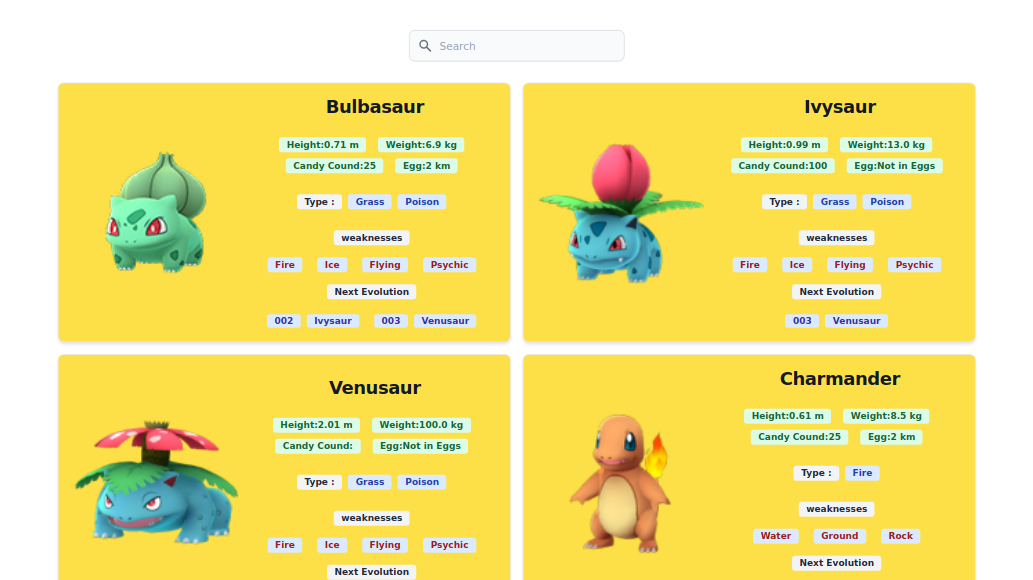 Search
Bulbasaur
Height:0.71 m Weight:6.9 kg
Candy Cound:25 Egg:2 km
Type : Grass Poison
weaknesses
Fire Ice Flying Psychic
Next Evolution
002 Ivysaur 003 Venusaur
Ivysaur
Height:0.99 m Weight:13.0 kg
Candy Cound:100 Egg:Not in Eggs
Type : Grass Poison
weaknesses
Fire Ice Flying Psychic
Next Evolution
003 Venusaur
Venusaur
Height:2.01 m Weight:100.0 kg
Candy Cound: Egg:Not in Eggs
Type : Grass Poison
weaknesses
Fire Ice Flying Psychic
Next Evolution
Charmander
Height:0.61 m Weight:8.5 kg
Candy Cound:25 Egg:2 km
Type : Fire
weaknesses
Water Ground Rock
Next Evolution